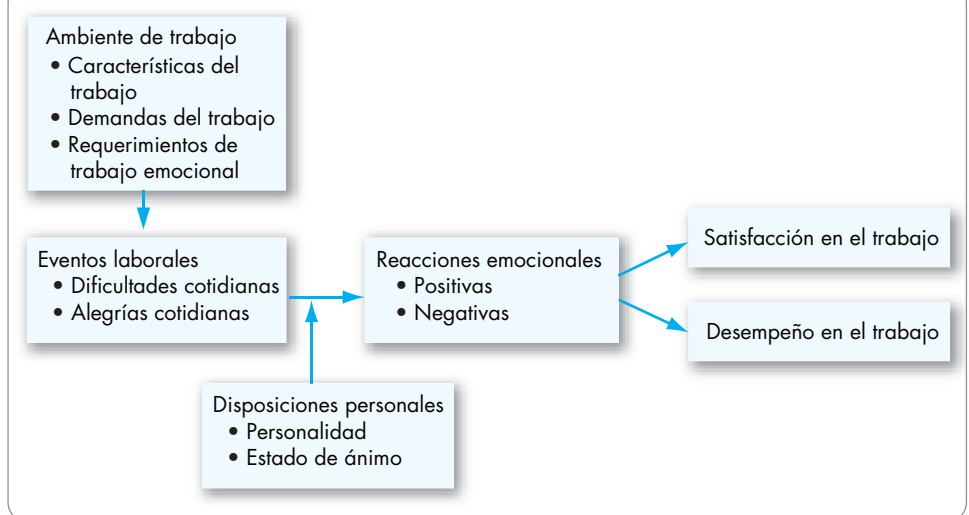 Ambiente de trabajo
• Características del
trabajo
• Demandas del trabajo
• Requerimientos de
trabajo emocional
Eventos laborales
• Dificultades cotidianas
• Alegrías cotidianas
Reacciones emocionales
• Positivas
• Negativas
Satisfacción en el trabajo
Desempeño en el trabajo
Disposiciones personales
• Personalidad
• Estado de ánimo